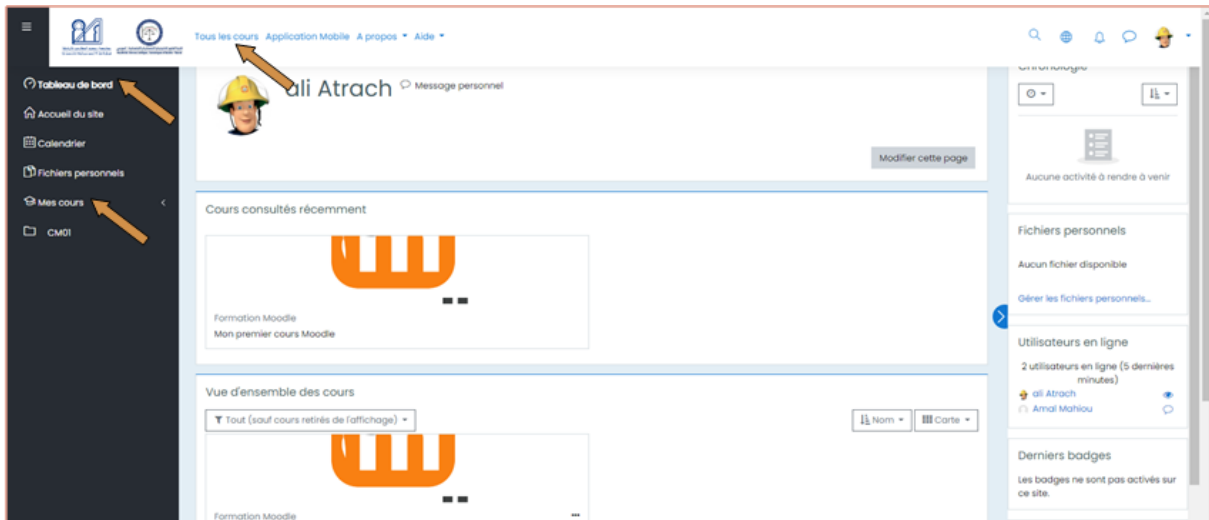 Tous les cours Application Mobile A propos Aide
Tableau de bord
Accueil du site
Calendrier
Fichiers personnels
Mes cours
CM01
ali Atrach Message personnel
Modifier cette page
Cours consultés récemment
Formation Moodle
Mon premier cours Moodle
Vue d'ensemble des cours
Tout (sauf cours retirés de l'affichage)
Nom
Carte
Formation Moodle
Chronologie
Aucune activité à rendre à venir
Fichiers personnels
Aucun fichier disponible
Gérer les fichiers personnels...
Utilisateurs en ligne
2 utilisateurs en ligne (5 dernières
minutes)
ali Atrach
Amal Mahiou
Derniers badges
Les badges ne sont pas activés sur
ce site.